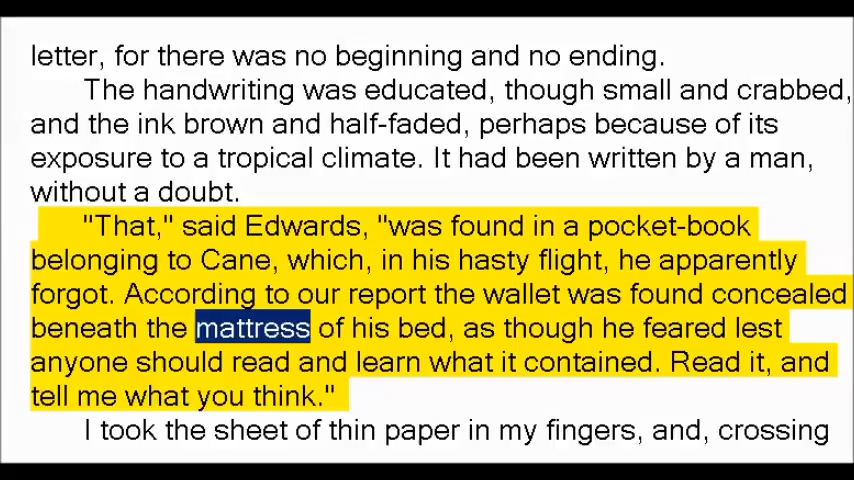 letter, for there was no beginning and no ending.
The handwriting was educated, though small and crabbed,
and the ink brown and half-faded, perhaps because of its
exposure to a tropical climate. It had been written by a man,
without a doubt.
"That," said Edwards, "was found in a pocket-book
belonging to Cane, which, in his hasty flight, he apparently
forgot. According to our report the wallet was found concealed
beneath the mattress of his bed, as though he feared lest
anyone should read and learn what it contained. Read it, and
tell me what you think."
I took the sheet of thin paper in my fingers, and, crossing